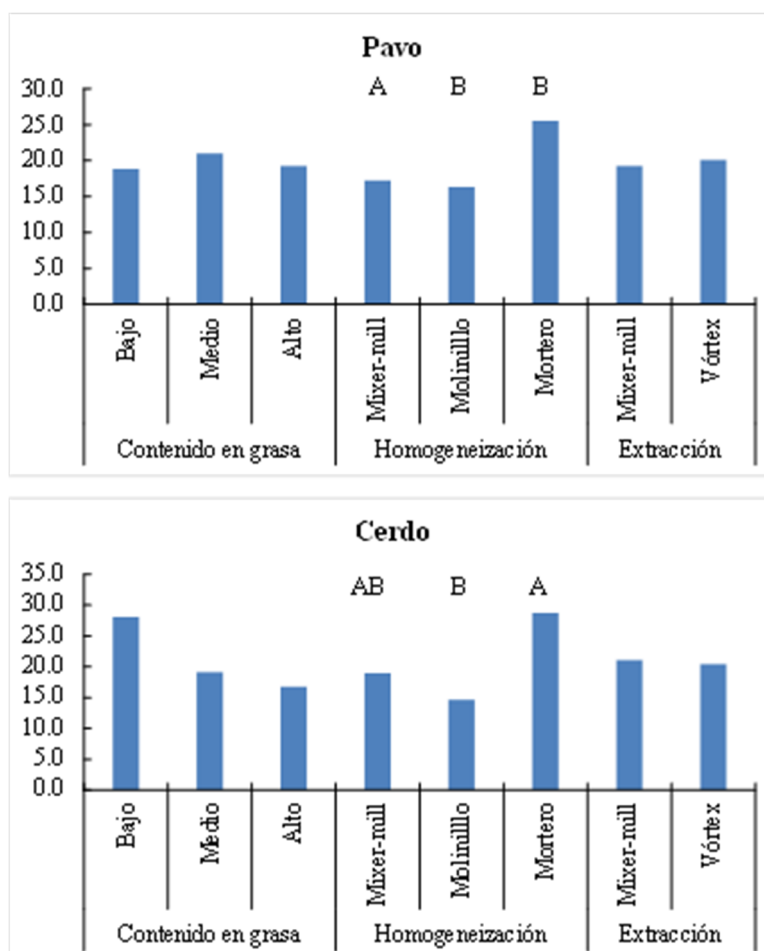 Pavo
A B B
30.0
25.0
20.0
15.0
10.0
5.0
0.0
Bajo
Medio
Alto
Mixer-mill
Molinilllo
Mortero
Mixer-mill
Vórtex
Contenido en grasa Homogeneización Extracción
Cerdo
AB B A
35.0
30.0
25.0
20.0
15.0
10.0
5.0
0.0
Bajo
Medio
Alto
Mixer-mill
Molinilllo
Mortero
Mixer-mill
Vórtex
Contenido en grasa Homogeneización Extracción